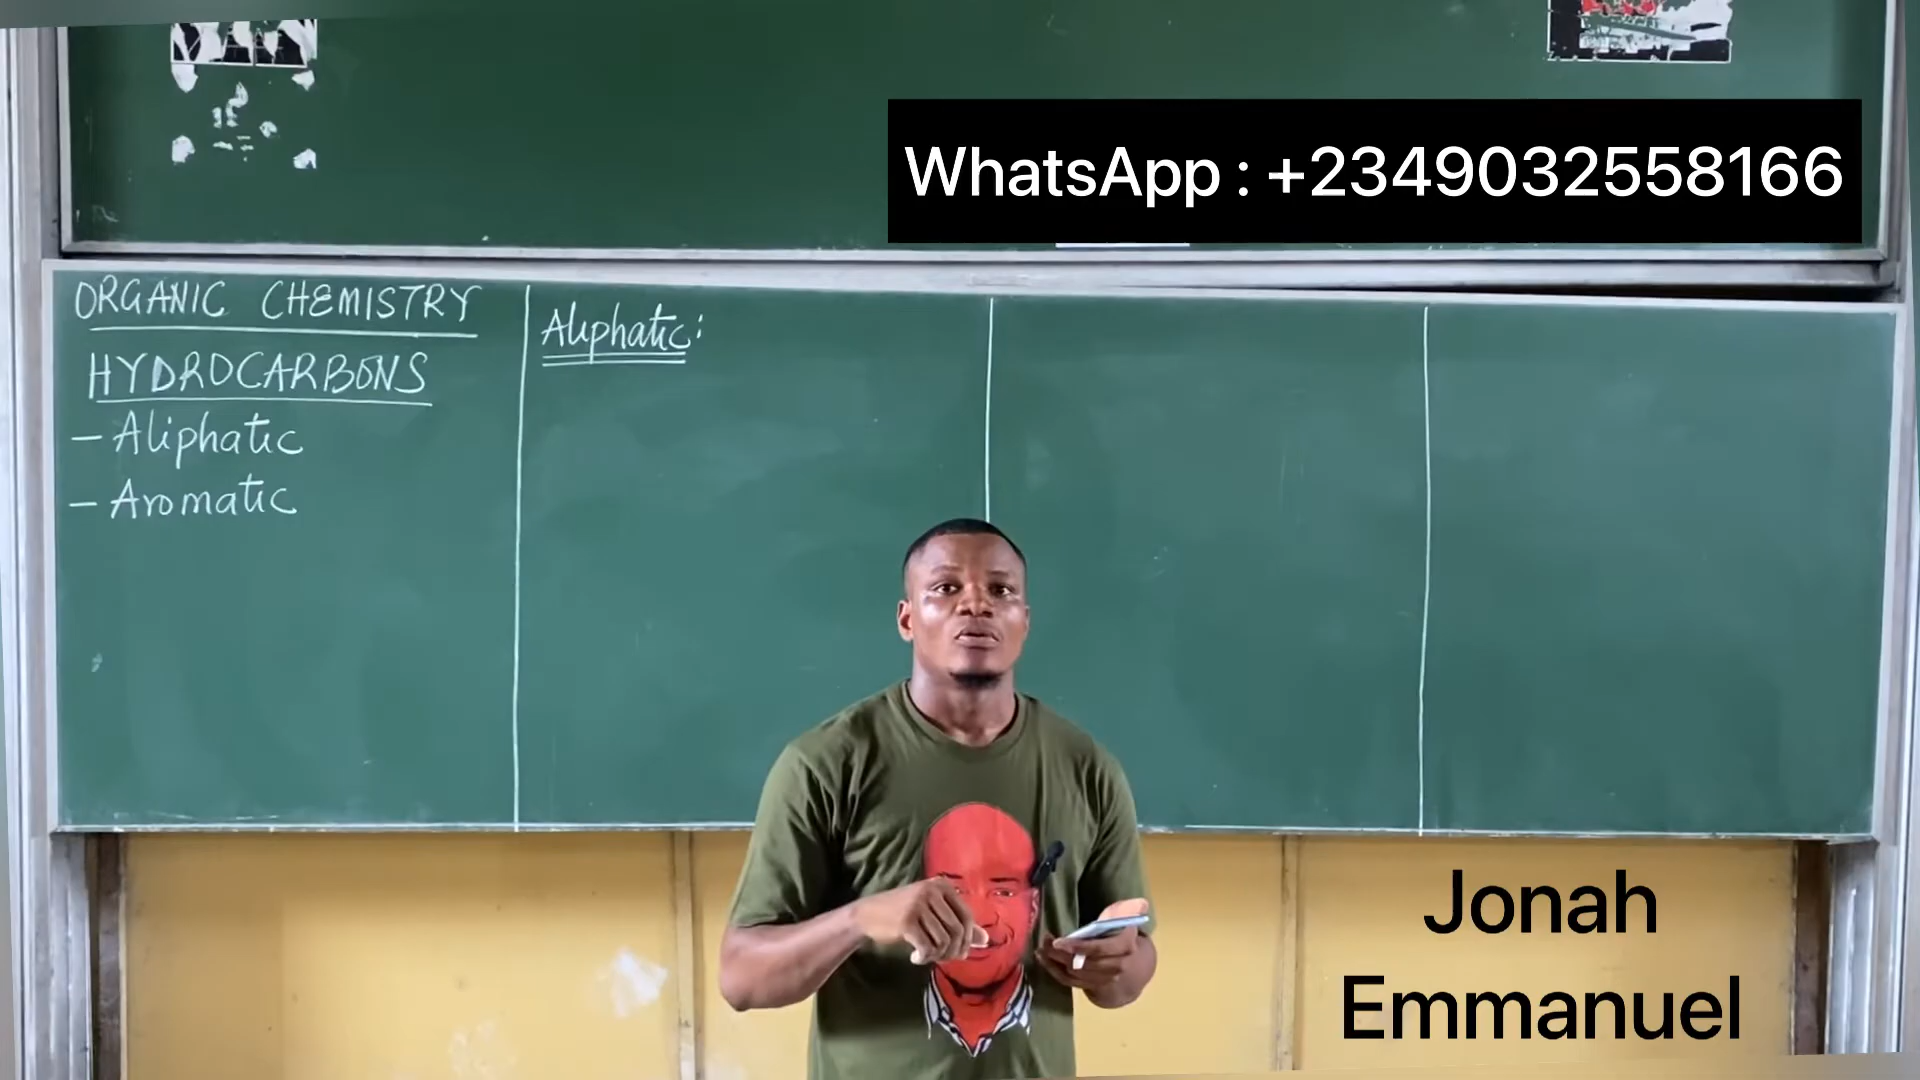 WhatsApp : +2349032558166
ORGANIC CHEMISTRY
HYDROCARBONS
- Aliphatic
- Aromatic
Aliphatic:
Jonah
Emmanuel